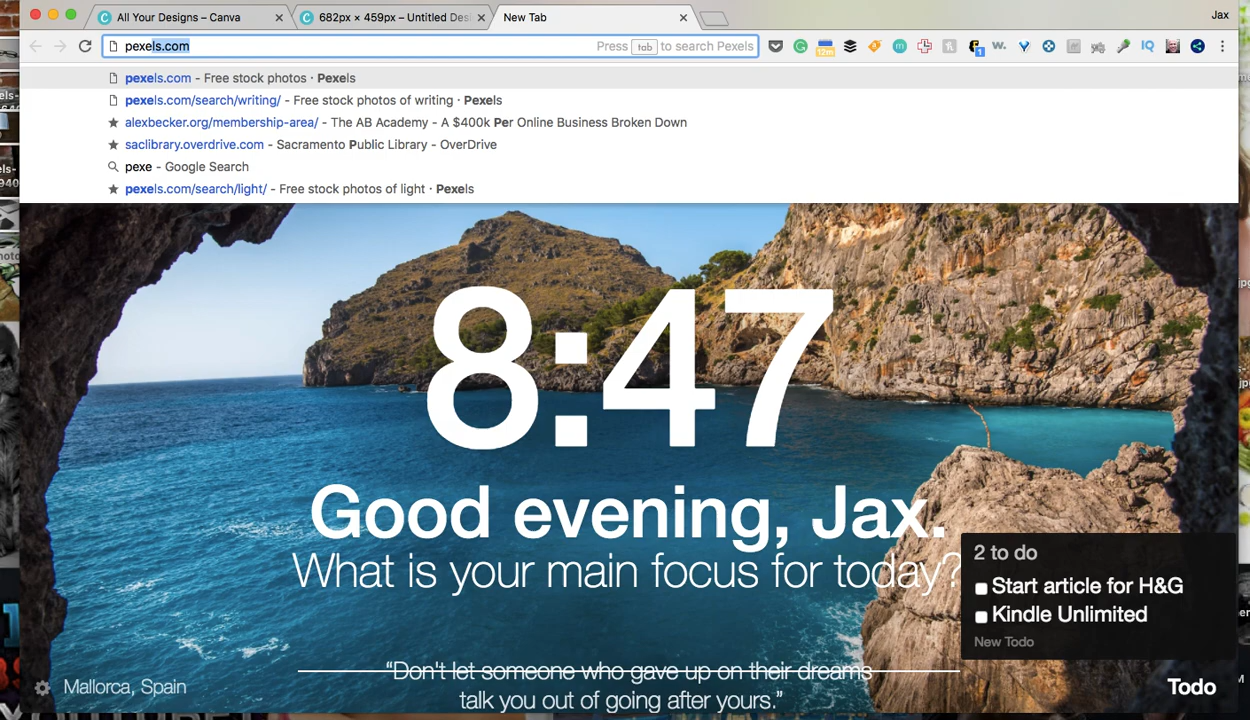 All Your Designs – Canva
682px × 459px – Untitled Des
New Tab
Jax
pexels.com
Press tab to search Pexels
12m
1
w.
IQ
pexels.com - Free stock photos · Pexels
pexels.com/search/writing/ - Free stock photos of writing · Pexels
alexbecker.org/membership-area/ - The AB Academy - A $400k Per Online Business Broken Down
saclibrary.overdrive.com - Sacramento Public Library - OverDrive
pexe - Google Search
pexels.com/search/light/ - Free stock photos of light · Pexels
8:47
Good evening, Jax.
What is your main focus for today?
2 to do
Start article for H&G
Kindle Unlimited
New Todo
“Don't let someone who gave up on their dreams
talk you out of going after yours.”
Mallorca, Spain
Todo